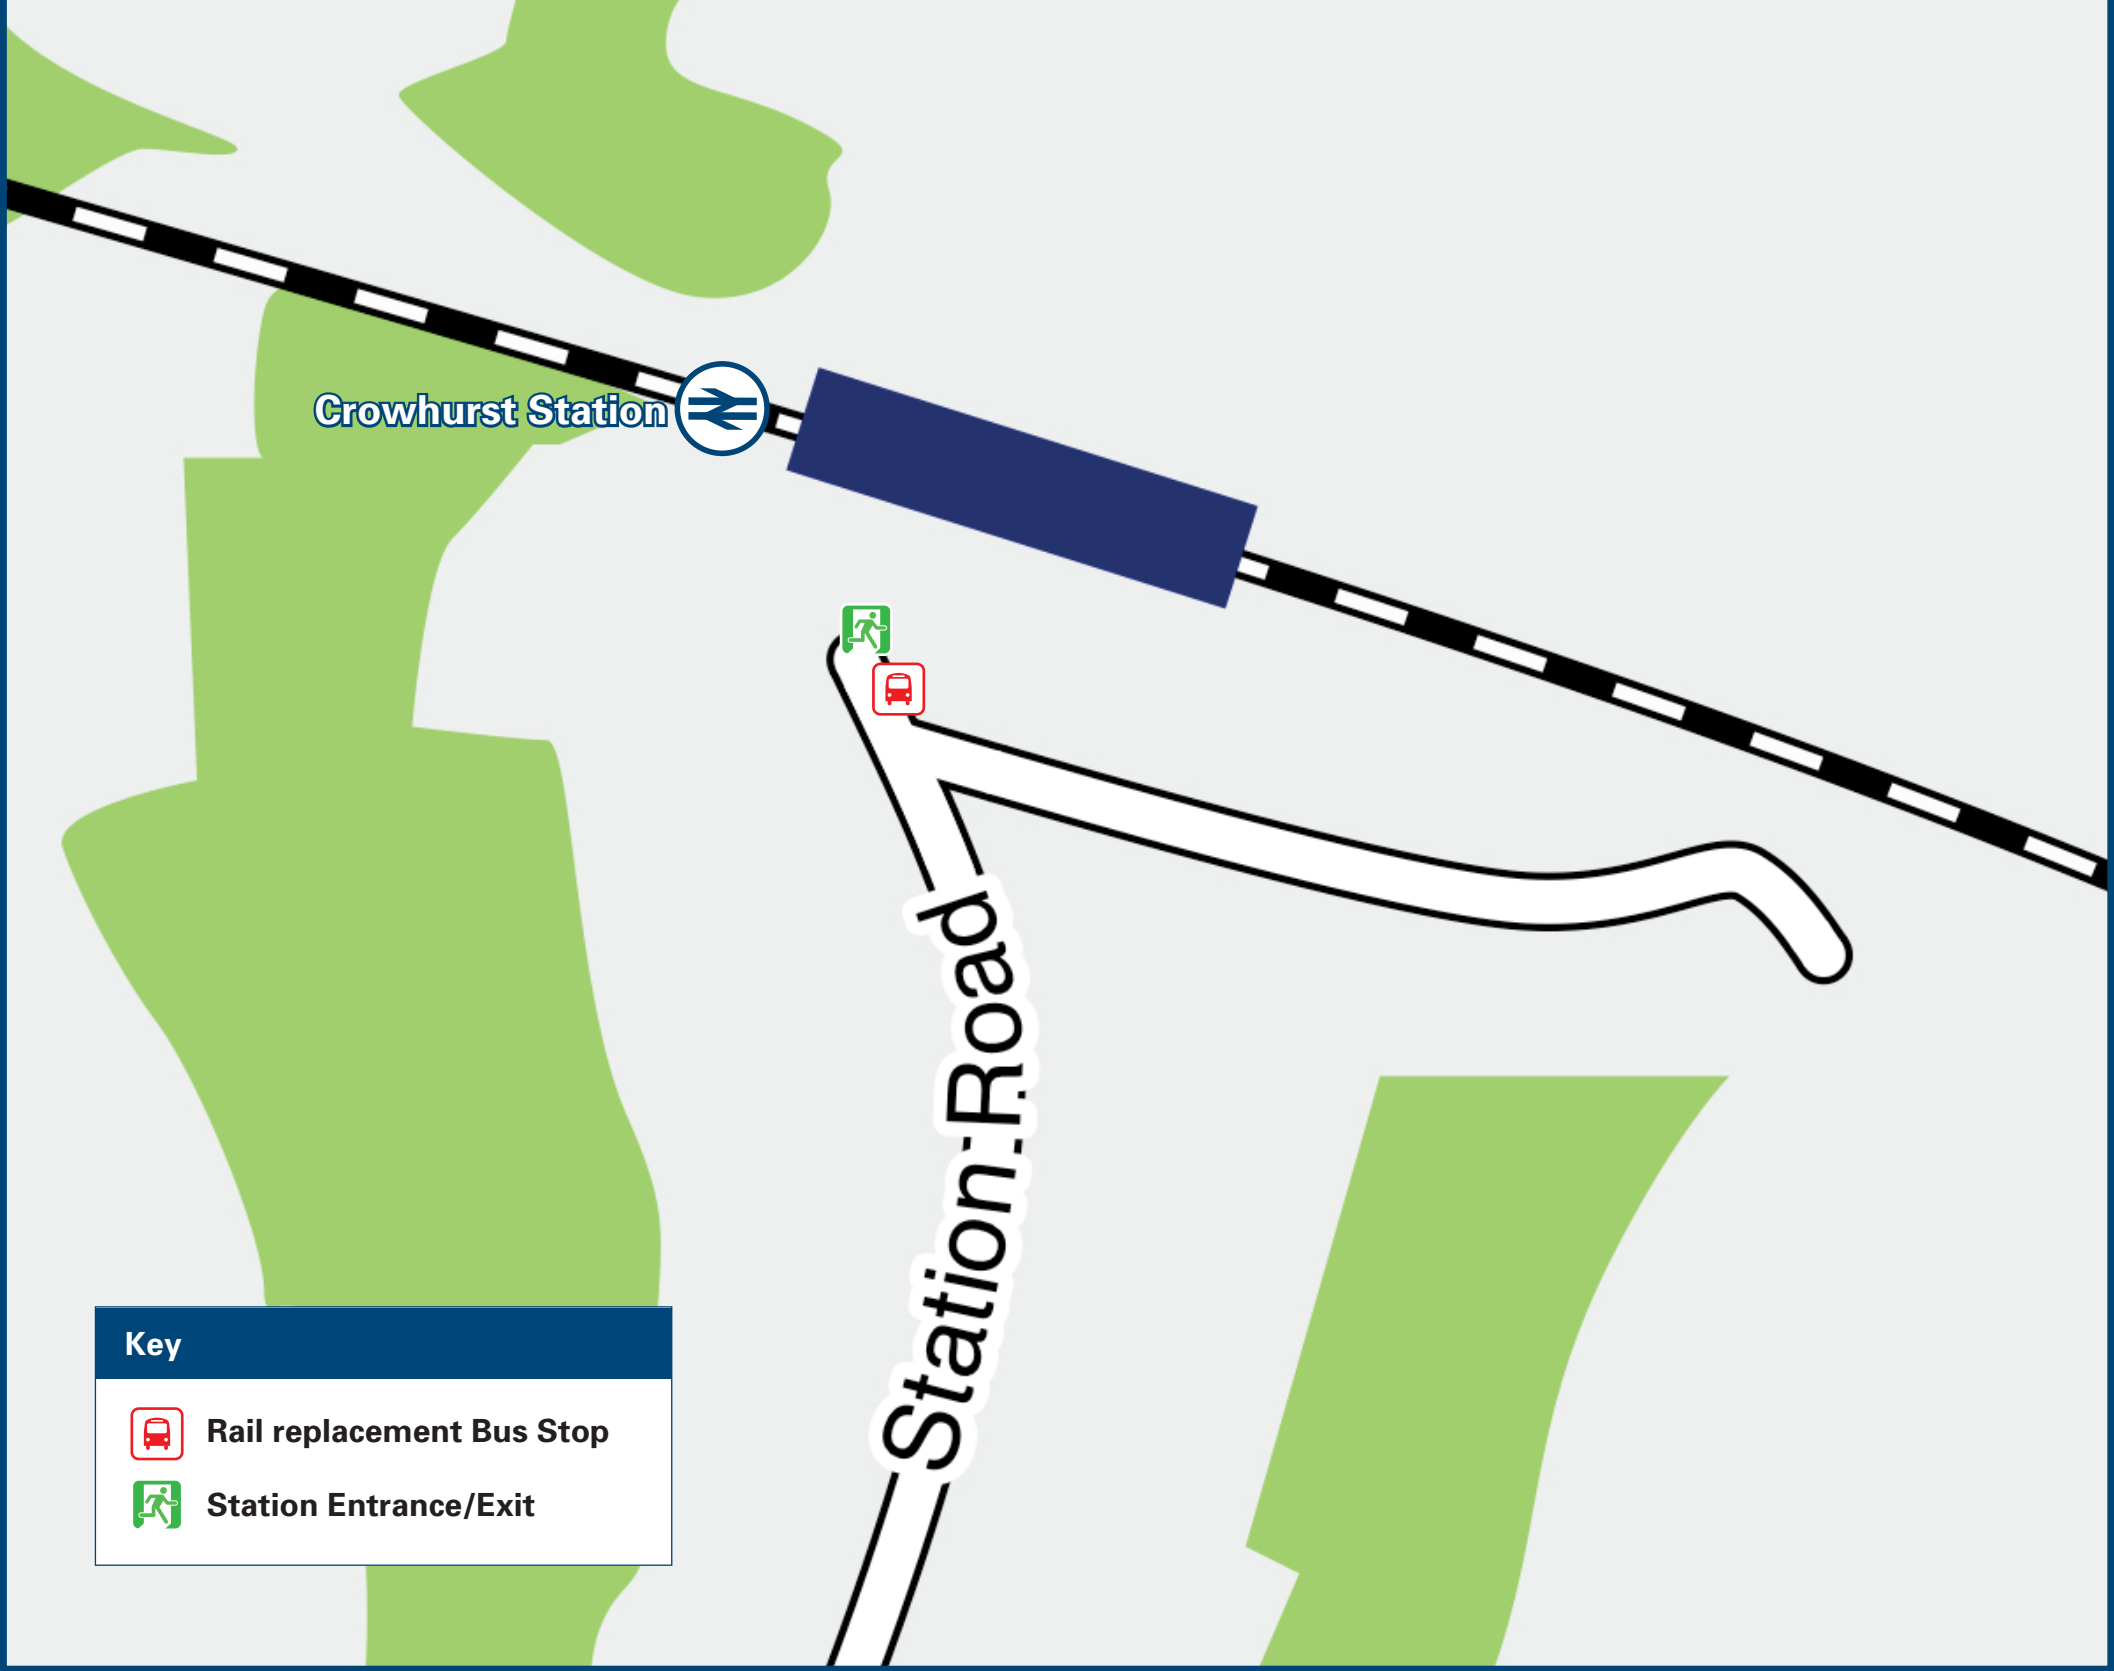 Crowhurst Station
Station Road
Key
Rail replacement Bus Stop
Station Entrance/Exit